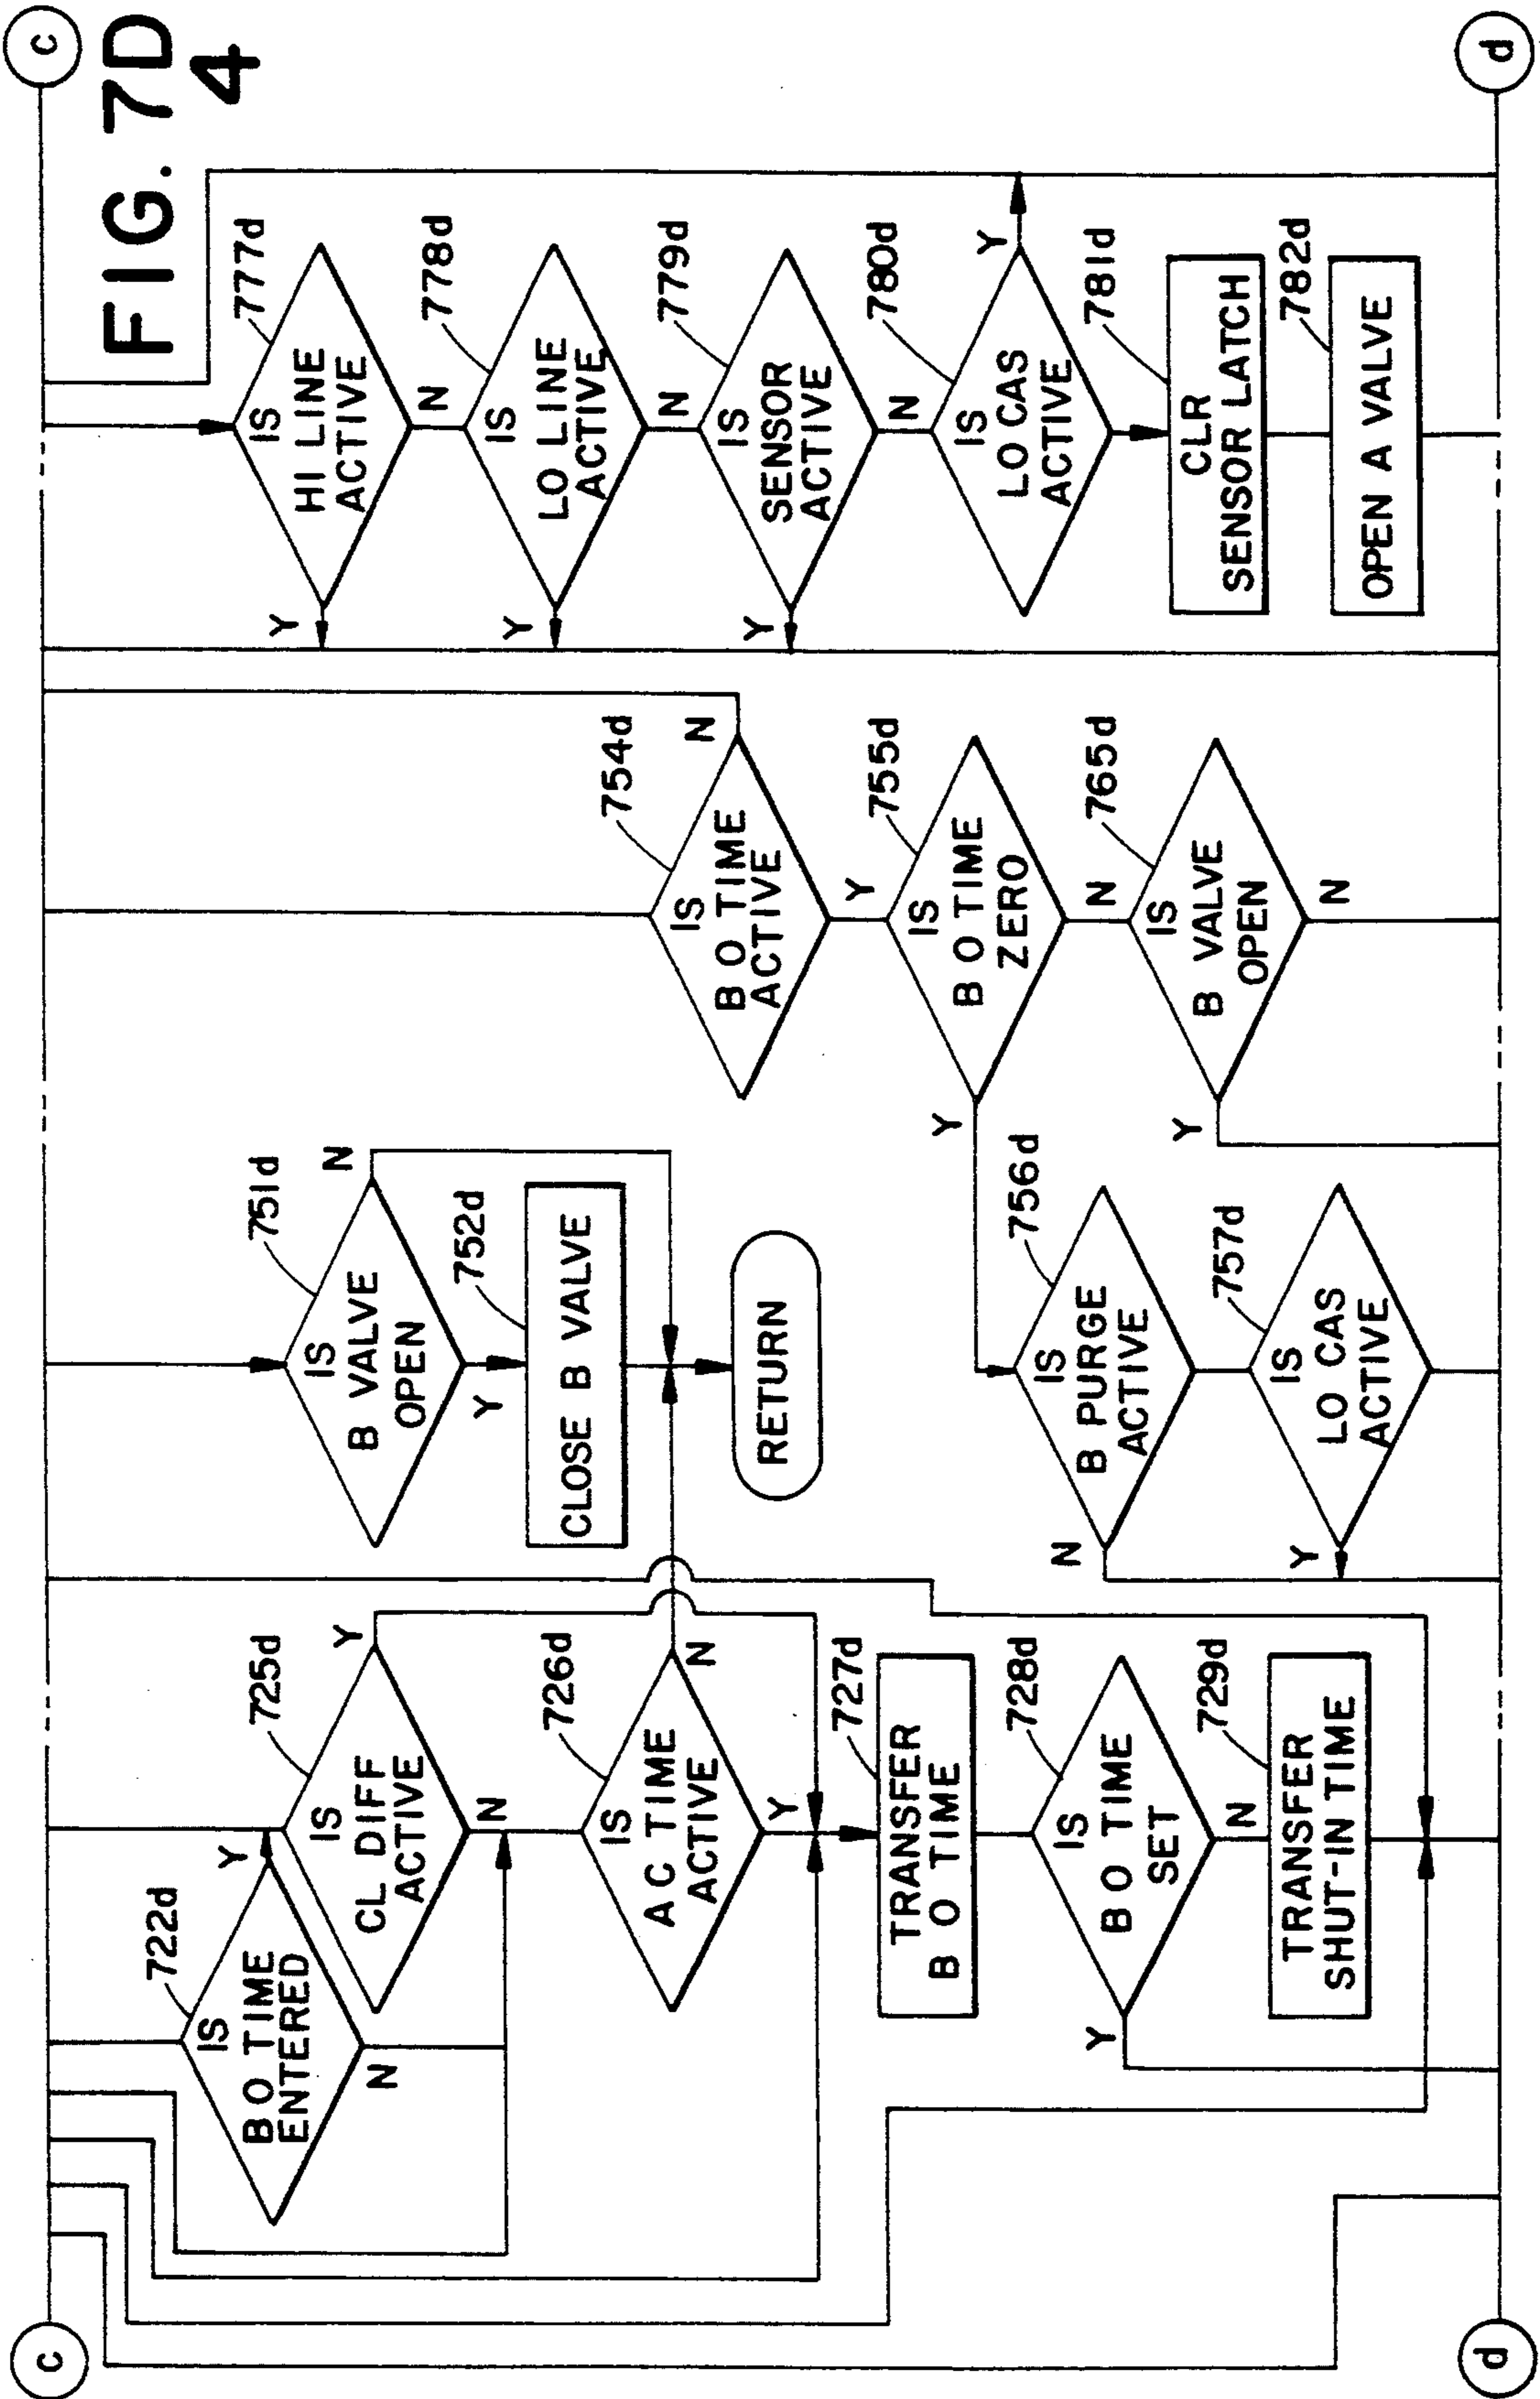 FIG. 7D
4
c
c
722d
IS
B O TIME
ENTERED
Y
N
725d
IS
CL DIFF
ACTIVE
Y
N
726d
IS
A C TIME
ACTIVE
N
Y
727d
TRANSFER
B O TIME
728d
IS
B O TIME
SET
Y
N
729d
TRANSFER
SHUT-IN TIME
751d
IS
B VALVE
OPEN
N
Y
752d
CLOSE B VALVE
RETURN
754d
IS
B O TIME
ACTIVE
N
Y
755d
IS
B O TIME
ZERO
Y
N
756d
IS
B PURGE
ACTIVE
N
757d
IS
LO CAS
ACTIVE
Y
765d
IS
B VALVE
OPEN
Y
N
777d
IS
HI LINE
ACTIVE
Y
N
778d
IS
LO LINE
ACTIVE
Y
N
779d
IS
SENSOR
ACTIVE
Y
N
780d
IS
LO CAS
ACTIVE
Y
781d
CLR
SENSOR LATCH
782d
OPEN A VALVE
d
d